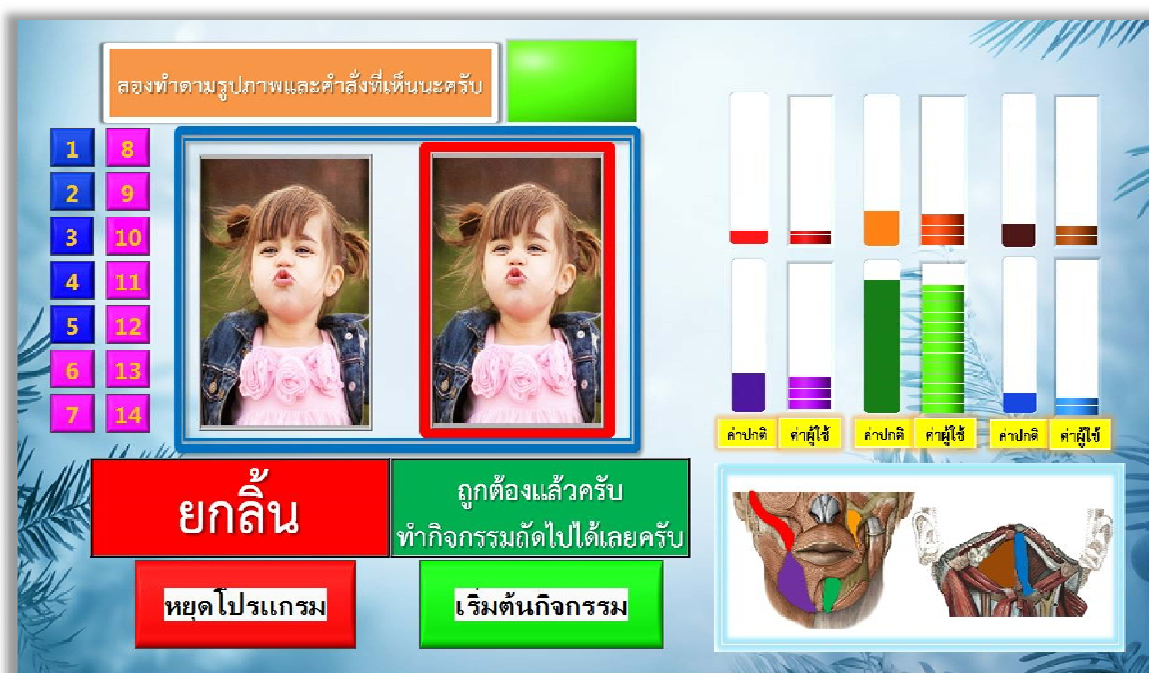 ลองทำตามรูปภาพและคำสั่งที่เห็นนะครับ
1 8
2 9
3 10
4 11
5 12
6 13
7 14
ค่าปกติ ค่าผู้ใช้ ค่าปกติ ค่าผู้ใช้ ค่าปกติ ค่าผู้ใช้
ยกลิ้น
ถูกต้องแล้วครับ
ทำกิจกรรมถัดไปได้เลยครับ
หยุดโปรแกรม
เริ่มต้นกิจกรรม